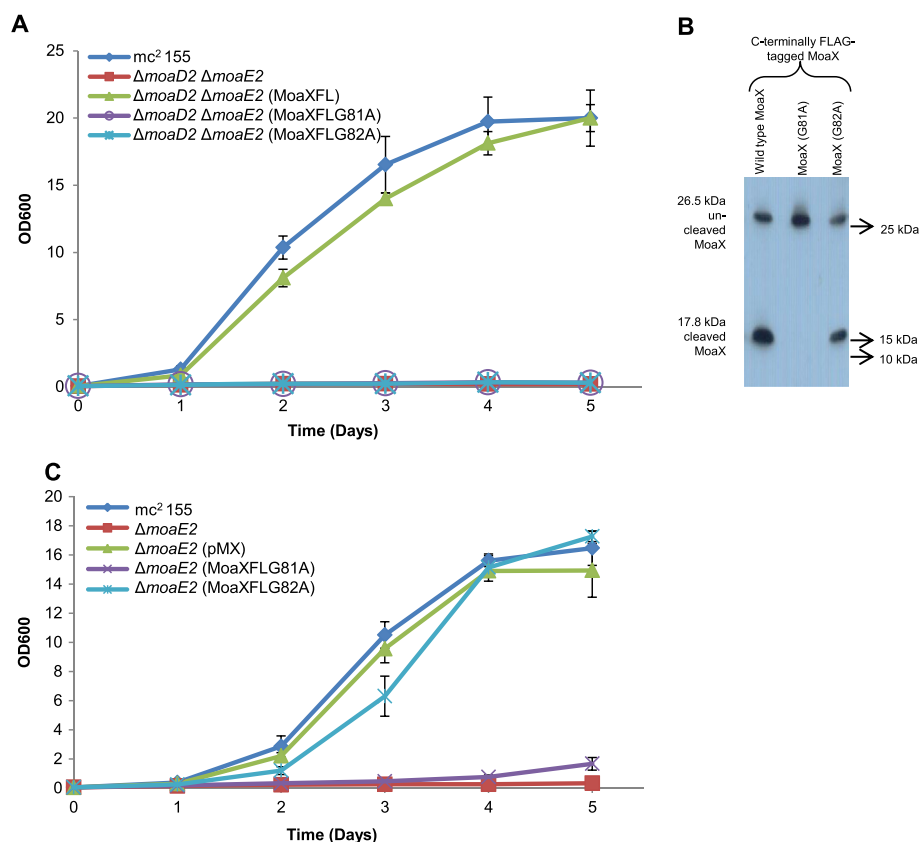 A
25
20
15
10
5
0
OD600
mc² 155
ΔmoaD2 ΔmoaE2
ΔmoaD2 ΔmoaE2 (MoaXFL)
ΔmoaD2 ΔmoaE2 (MoaXFLG81A)
ΔmoaD2 ΔmoaE2 (MoaXFLG82A)
0 1 2 3 4 5
Time (Days)
B
C-terminally FLAG-
tagged MoaX
Wild type MoaX
MoaX (G81A)
MoaX (G82A)
26.5 kDa
un-
cleaved
MoaX
25 kDa
17.8 kDa
cleaved
MoaX
15 kDa
10 kDa
C
20
18
16
14
12
10
8
6
4
2
0
OD600
mc² 155
ΔmoaE2
ΔmoaE2 (pMX)
ΔmoaE2 (MoaXFLG81A)
ΔmoaE2 (MoaXFLG82A)
0 1 2 3 4 5
Time (Days)